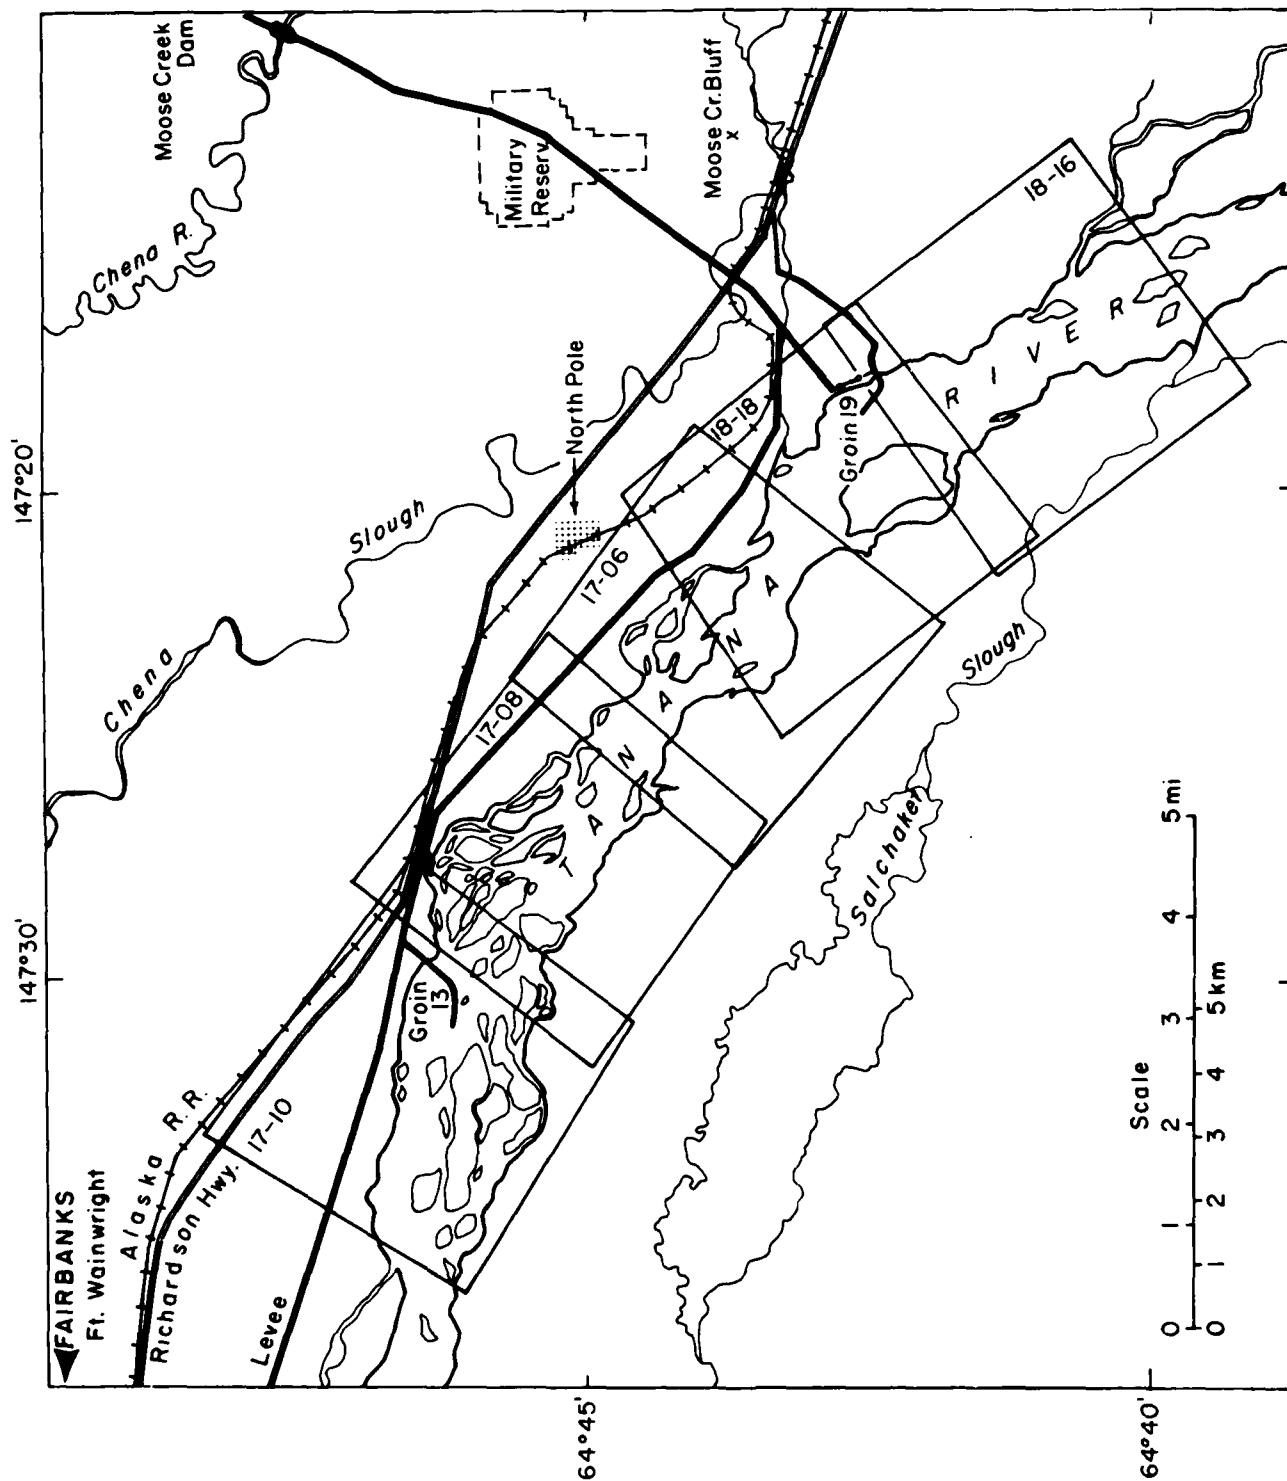 FAIRBANKS
Ft. Wainwright
Alaska R.R.
Richardson Hwy.
Levee
17-10
Groin
13
17-08
17-06
18-18
18-16
Groin 19
North Pole
Chena Slough
Chena R.
Moose Creek
Dam
Military
Reserv.
Moose Cr. Bluff
x
TANANA RIVER
Salchaket Slough
147°30'
147°20'
64°45'
64°40'
Scale
0 1 2 3 4 5 mi
0 1 2 3 4 5 km